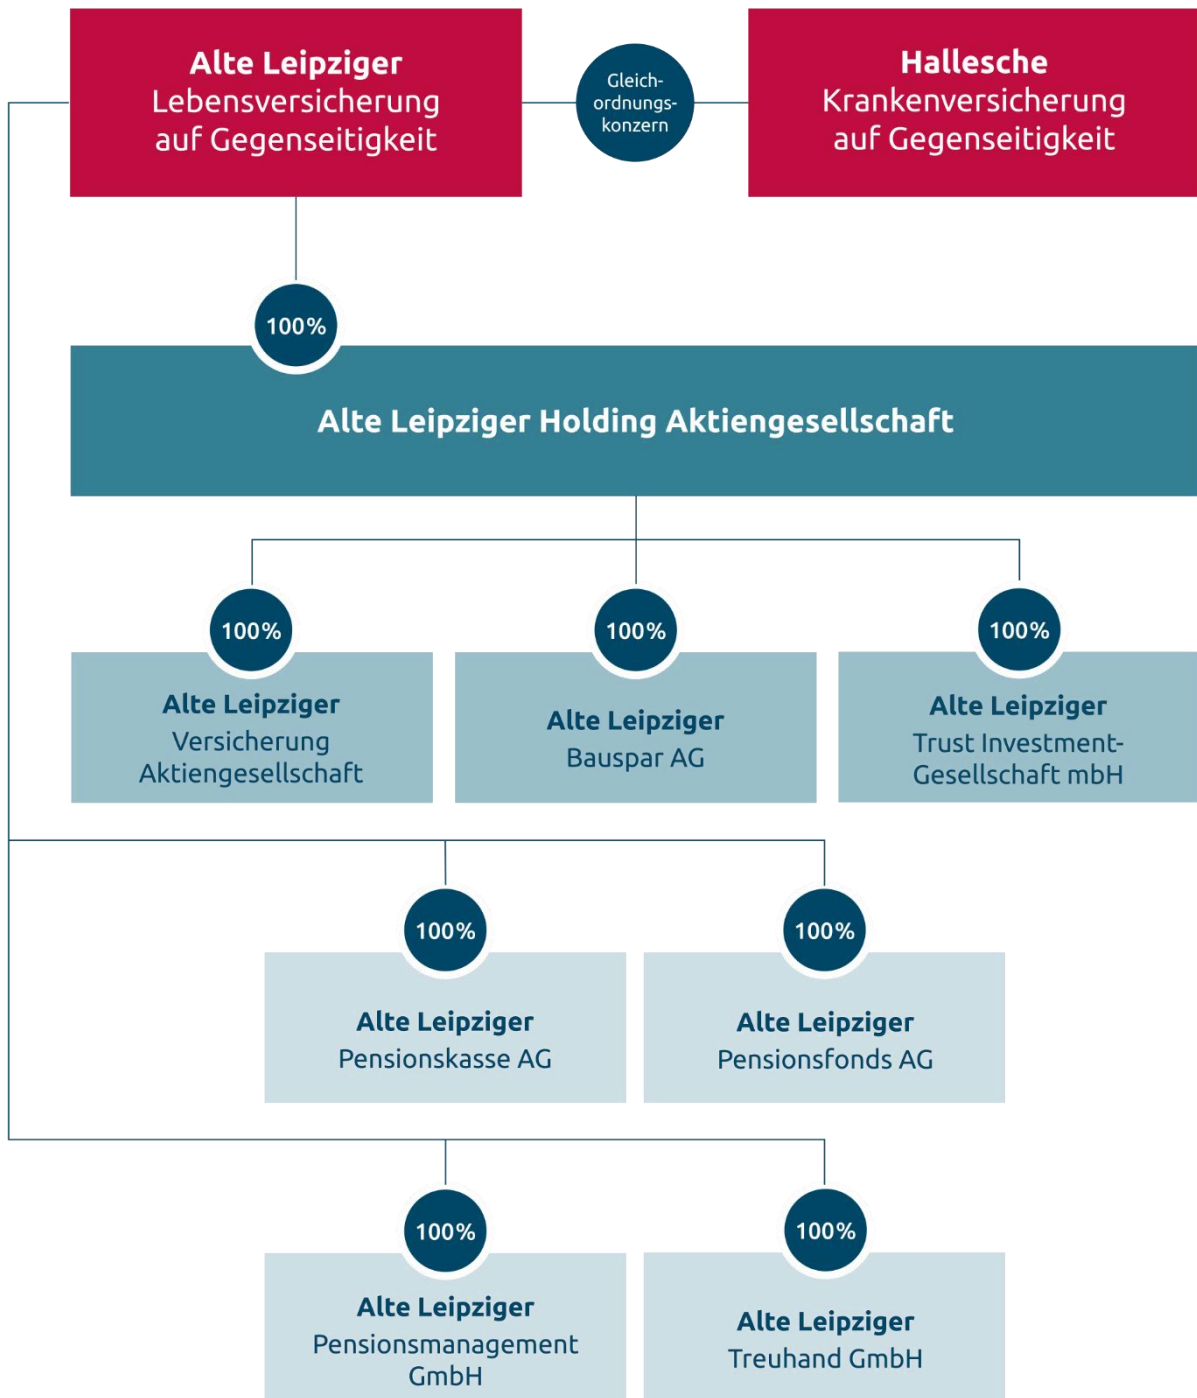 Alte Leipziger
Lebensversicherung
auf Gegenseitigkeit
Gleich-
ordnungs-
konzern
Hallesche
Krankenversicherung
auf Gegenseitigkeit
100%
Alte Leipziger Holding Aktiengesellschaft
100%
Alte Leipziger
Versicherung
Aktiengesellschaft
100%
Alte Leipziger
Bauspar AG
100%
Alte Leipziger
Trust Investment-
Gesellschaft mbH
100%
Alte Leipziger
Pensionskasse AG
100%
Alte Leipziger
Pensionsfonds AG
100%
Alte Leipziger
Pensionsmanagement
GmbH
100%
Alte Leipziger
Treuhand GmbH